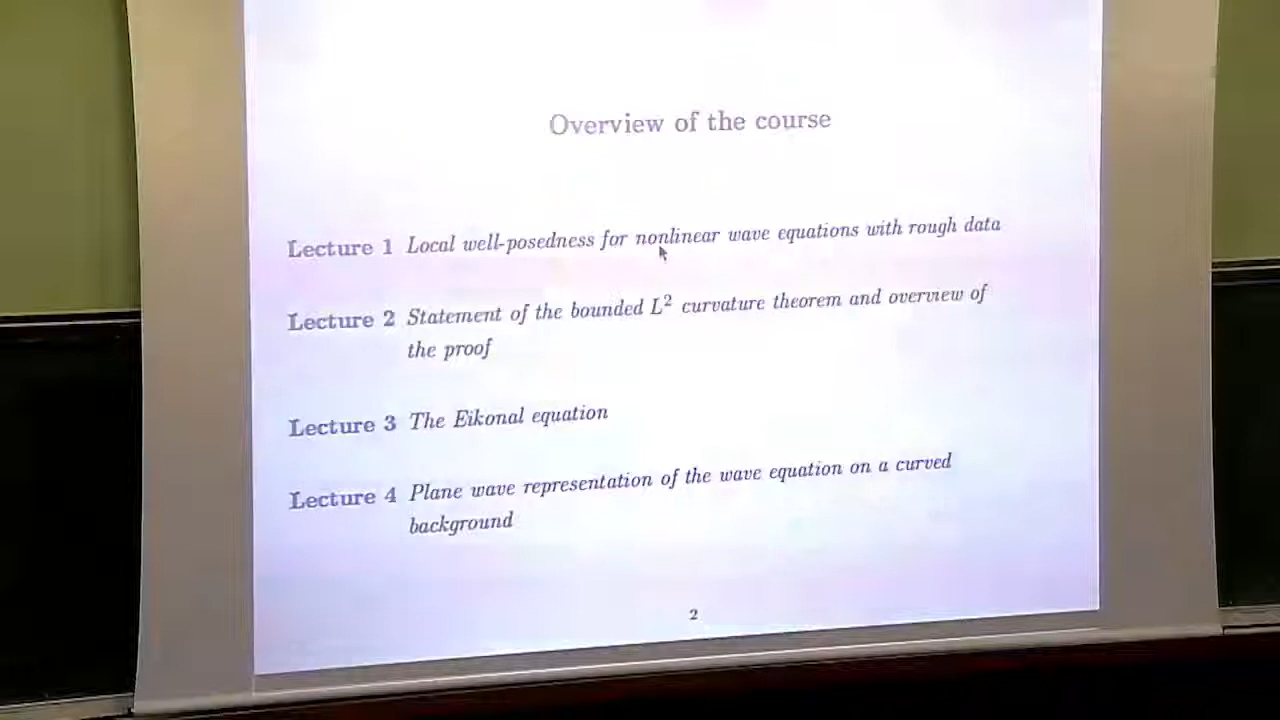 Overview of the course
Lecture 1 Local well-posedness for nonlinear wave equations with rough data
Lecture 2 Statement of the bounded L² curvature theorem and overview of
the proof
Lecture 3 The Eikonal equation
Lecture 4 Plane wave representation of the wave equation on a curved
background
2